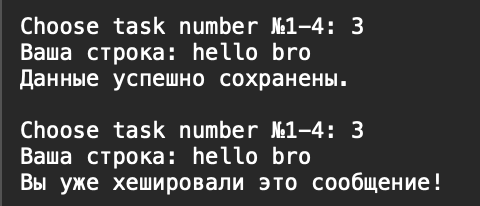 Choose task number №1-4: 3
Ваша строка: hello bro
Данные успешно сохранены.
Choose task number №1-4: 3
Ваша строка: hello bro
Вы уже хешировали это сообщение!